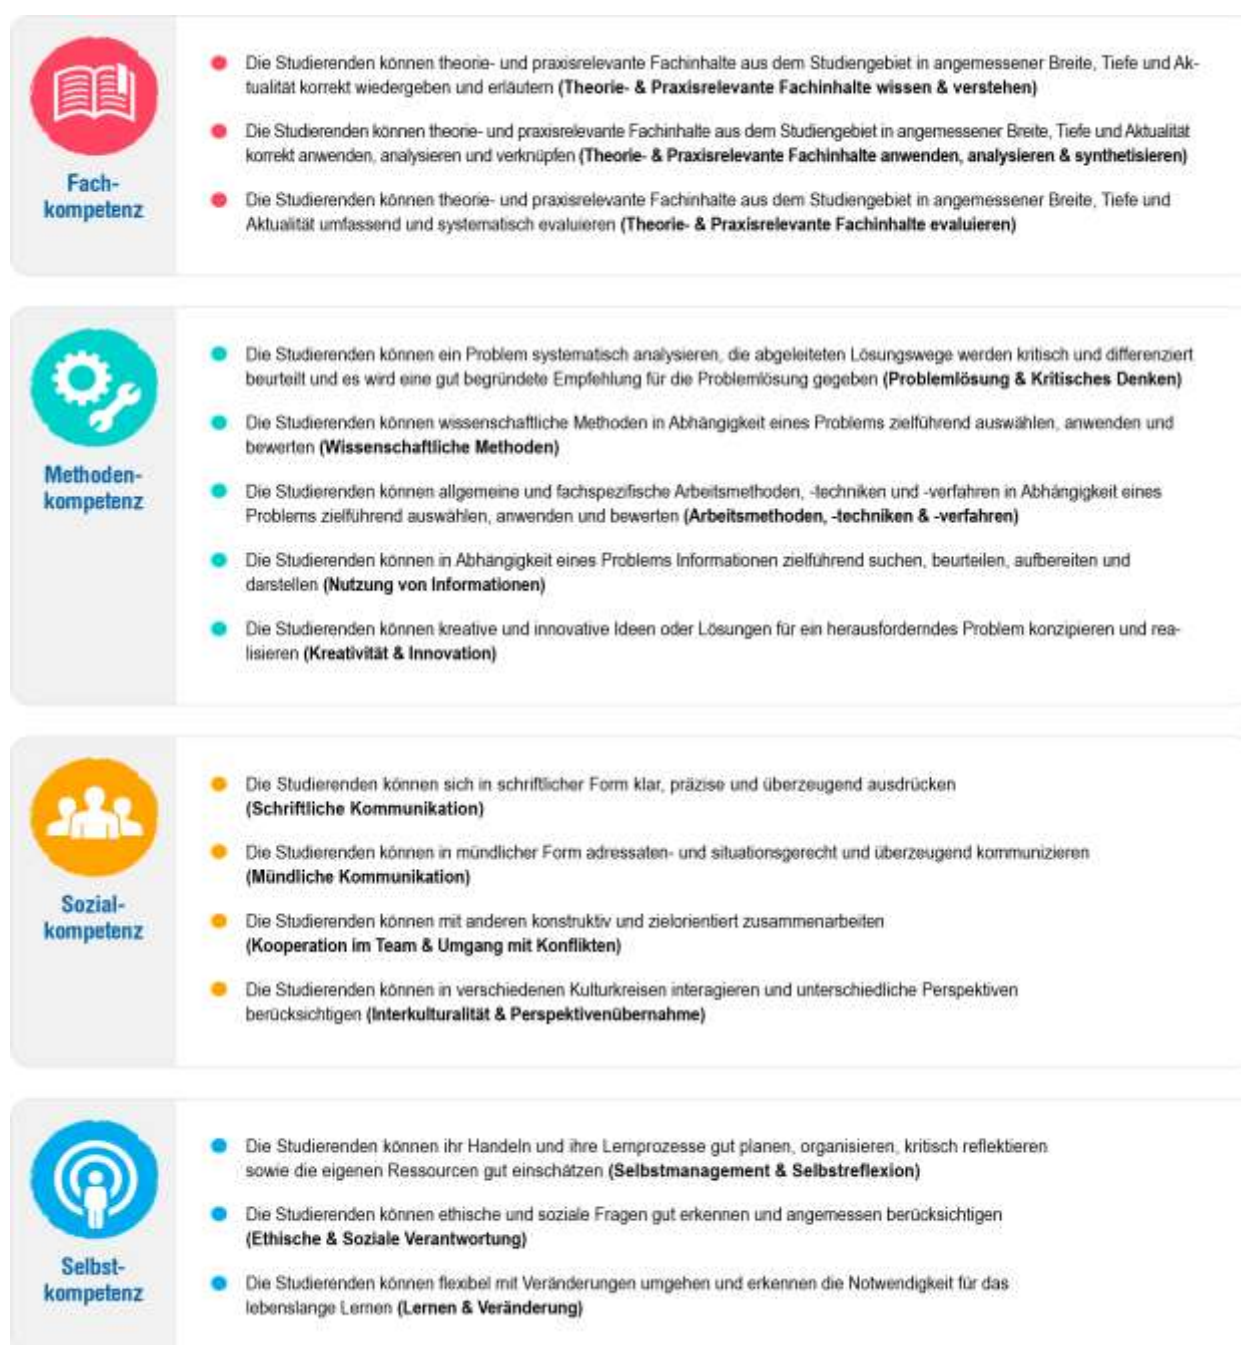 Fach-
kompetenz
Die Studierenden können theorie- und praxisrelevante Fachinhalte aus dem Studiengebiet in angemessener Breite, Tiefe und Ak-
tualität korrekt wiedergeben und erläutern (Theorie- & Praxisrelevante Fachinhalte wissen & verstehen)
Die Studierenden können theorie- und praxisrelevante Fachinhalte aus dem Studiengebiet in angemessener Breite, Tiefe und Aktualität
korrekt anwenden, analysieren und verknüpfen (Theorie- & Praxisrelevante Fachinhalte anwenden, analysieren & synthetisieren)
Die Studierenden können theorie- und praxisrelevante Fachinhalte aus dem Studiengebiet in angemessener Breite, Tiefe und
Aktualität umfassend und systematisch evaluieren (Theorie- & Praxisrelevante Fachinhalte evaluieren)
Methoden-
kompetenz
Die Studierenden können ein Problem systematisch analysieren, die abgeleiteten Lösungswege werden kritisch und differenziert
beurteilt und es wird eine gut begründete Empfehlung für die Problemlösung gegeben (Problemlösung & Kritisches Denken)
Die Studierenden können wissenschaftliche Methoden in Abhängigkeit eines Problems zielführend auswählen, anwenden und
bewerten (Wissenschaftliche Methoden)
Die Studierenden können allgemeine und fachspezifische Arbeitsmethoden, -techniken und -verfahren in Abhängigkeit eines
Problems zielführend auswählen, anwenden und bewerten (Arbeitsmethoden, -techniken & -verfahren)
Die Studierenden können in Abhängigkeit eines Problems Informationen zielführend suchen, beurteilen, aufbereiten und
darstellen (Nutzung von Informationen)
Die Studierenden können kreative und innovative Ideen oder Lösungen für ein herausforderndes Problem konzipieren und rea-
lisieren (Kreativität & Innovation)
Sozial-
kompetenz
Die Studierenden können sich in schriftlicher Form klar, präzise und überzeugend ausdrücken
(Schriftliche Kommunikation)
Die Studierenden können in mündlicher Form adressaten- und situationsgerecht und überzeugend kommunizieren
(Mündliche Kommunikation)
Die Studierenden können mit anderen konstruktiv und zielorientiert zusammenarbeiten
(Kooperation im Team & Umgang mit Konflikten)
Die Studierenden können in verschiedenen Kulturkreisen interagieren und unterschiedliche Perspektiven
berücksichtigen (Interkulturalität & Perspektivenübernahme)
Selbst-
kompetenz
Die Studierenden können ihr Handeln und ihre Lernprozesse gut planen, organisieren, kritisch reflektieren
sowie die eigenen Ressourcen gut einschätzen (Selbstmanagement & Selbstreflexion)
Die Studierenden können ethische und soziale Fragen gut erkennen und angemessen berücksichtigen
(Ethische & Soziale Verantwortung)
Die Studierenden können flexibel mit Veränderungen umgehen und erkennen die Notwendigkeit für das
lebenslange Lernen (Lernen & Veränderung)